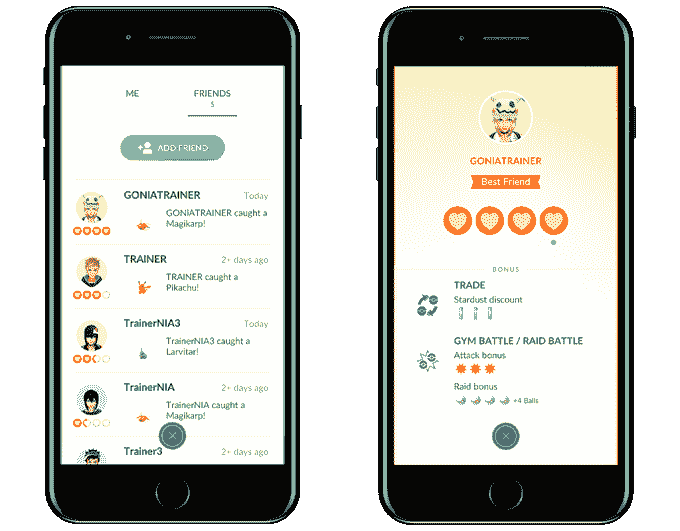 ME
FRIENDS
5
ADD FRIEND
GONIATRAINER
Today
GONIATRAINER caught a
Magikarp!
TRAINER
2+ days ago
TRAINER caught a
Pikachu!
TrainerNIA3
Today
TrainerNIA3 caught a
Larvitar!
TrainerNIA
2+ days ago
TrainerNIA caught a
Magikarp!
Trainer3
2+ days ago
GONIATRAINER
Best Friend
BONUS
TRADE
Stardust discount
GYM BATTLE / RAID BATTLE
Attack bonus
Raid bonus
+4 Balls